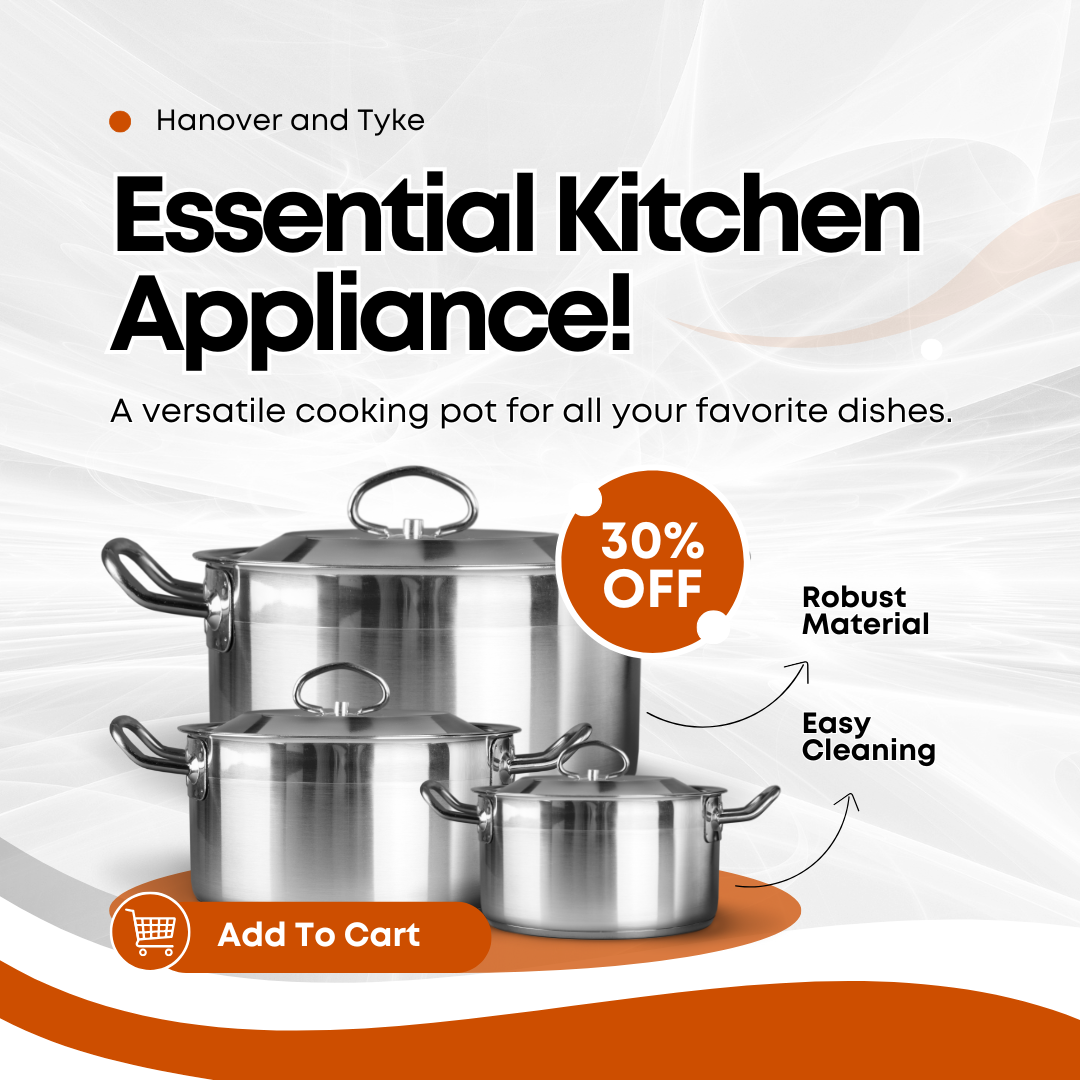 Hanover and Tyke
Essential Kitchen
Appliance!
A versatile cooking pot for all your favorite dishes.
30%
OFF
Robust
Material
Easy
Cleaning
Add To Cart